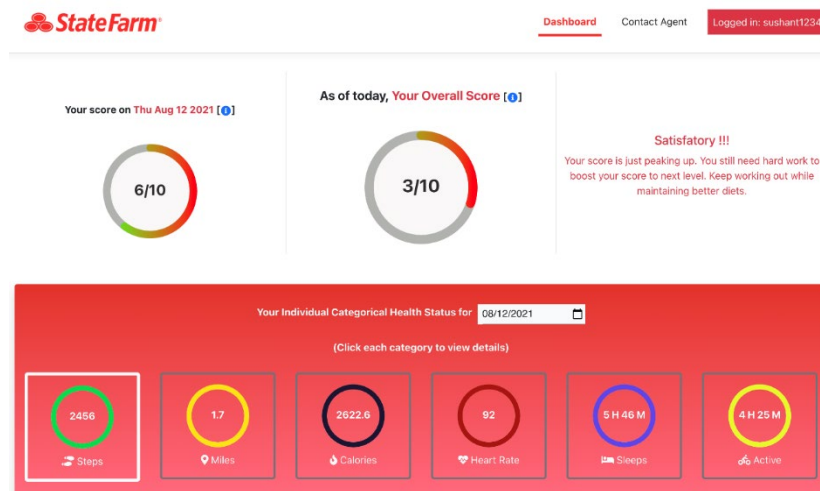 State Farm
Dashboard
Contact Agent
Logged in: sushant1234
Your score on Thu Aug 12 2021 [i]
6/10
As of today, Your Overall Score [i]
3/10
Satisfatory !!!
Your score is just peaking up. You still need hard work to
boost your score to next level. Keep working out while
maintaining better diets.
Your Individual Categorical Health Status for 08/12/2021
(Click each category to view details)
2456
Steps
1.7
Miles
2622.6
Calories
92
Heart Rate
5 H 46 M
Sleeps
4 H 25 M
Active